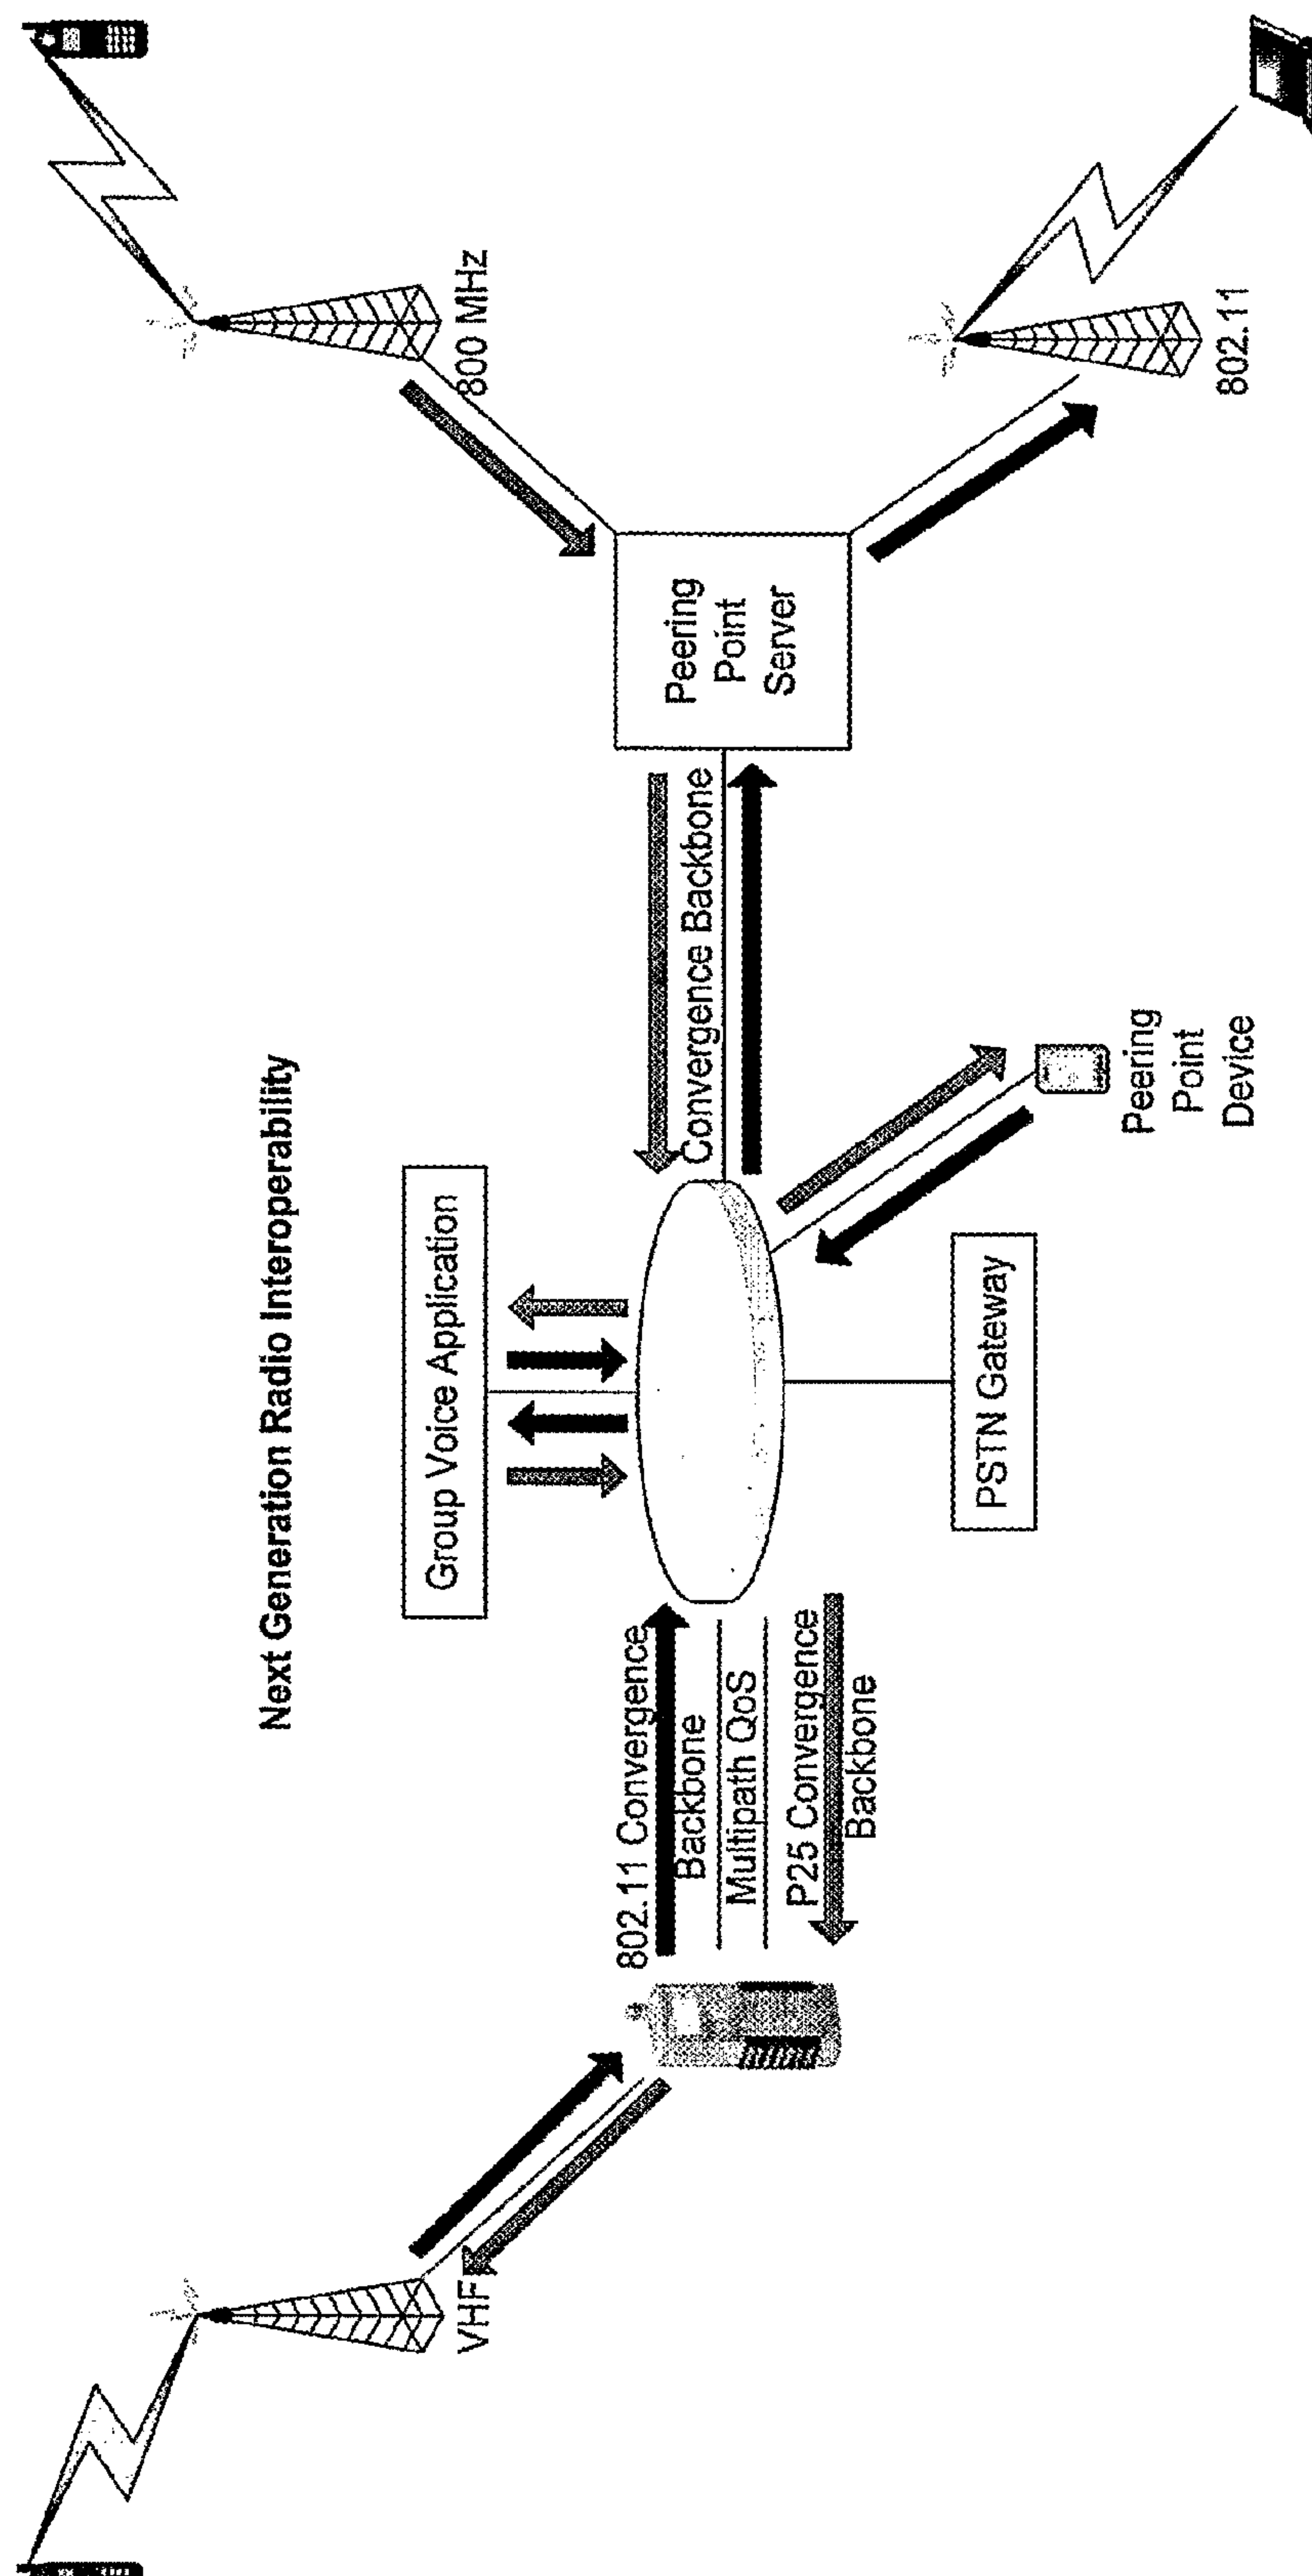 Next Generation Radio Interoperability
Group Voice Application
VHF
800 MHz
802.11 Convergence
Backbone
Multipath QoS
P25 Convergence
Backbone
Convergence Backbone
Peering
Point
Server
PSTN Gateway
Peering
Point
Device
802.11